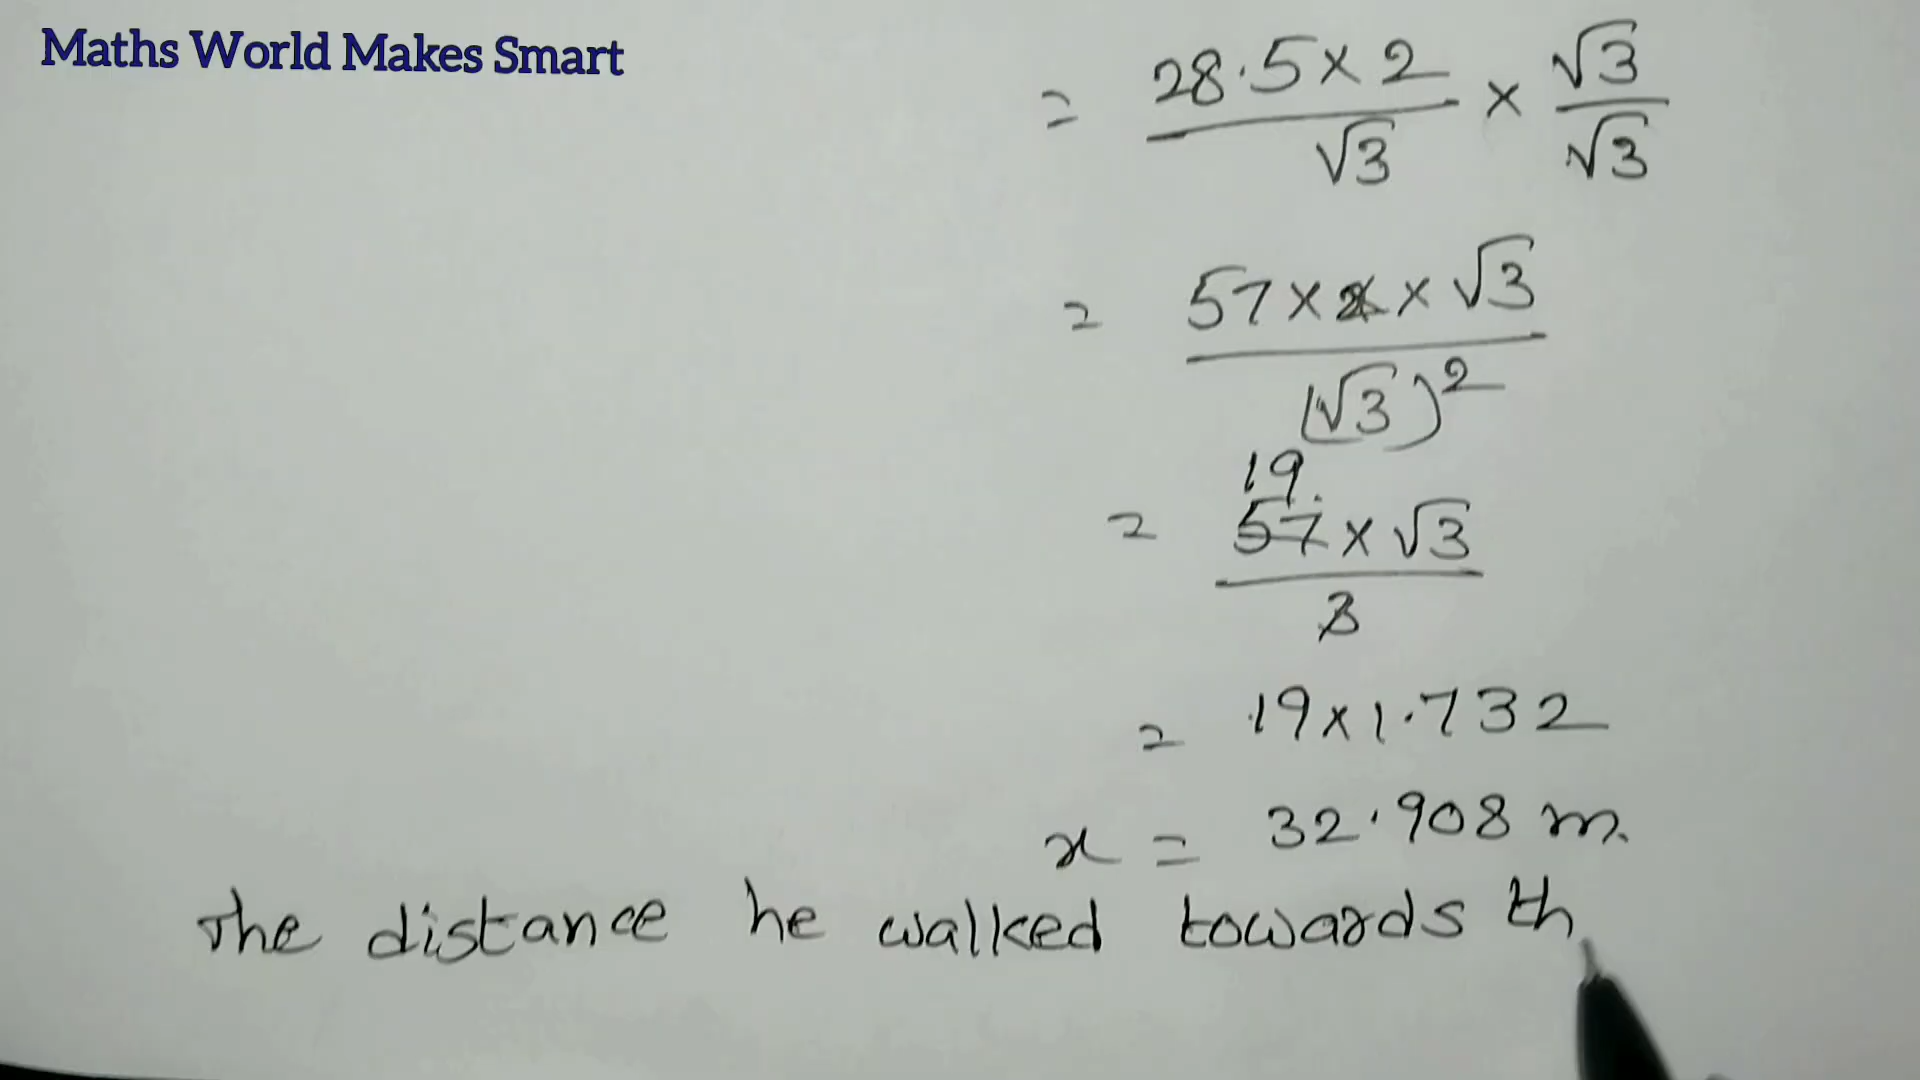 Maths World Makes Smart
= 28.5 × 2 / √3 × √3 / √3
= 57 × × √3 / (√3)²
19
= 57 × √3 / 3
= 19 × 1.732
x = 32.908 m.
The distance he walked towards th